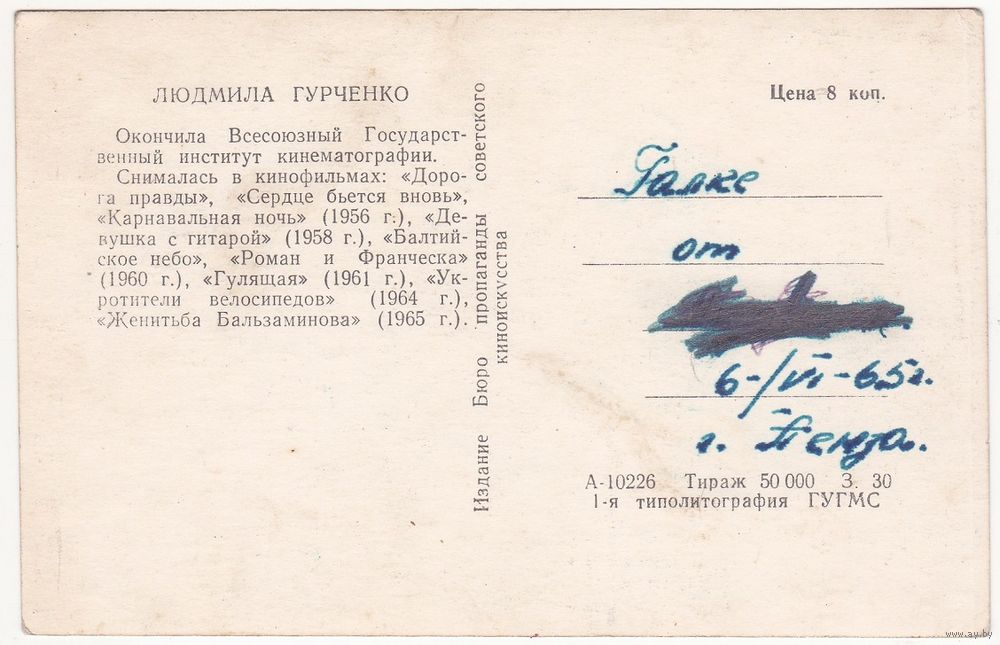 ЛЮДМИЛА ГУРЧЕНКО
Окончила Всесоюзный Государст-
венный институт кинематографии.
Снималась в кинофильмах: «Доро-
га правды», «Сердце бьется вновь»,
«Карнавальная ночь» (1956 г.), «Де-
вушка с гитарой» (1958 г.), «Балтий-
ское небо», «Роман и Франческа»
(1960 г.), «Гулящая» (1961 г.), «Ук-
ротители велосипедов» (1964 г.),
«Женитьба Бальзаминова» (1965 г.).
Издание Бюро пропаганды советского
киноискусства
Цена 8 коп.
Галке
от
6-/VI-65г.
г. Пенза.
А-10226 Тираж 50 000 З. 30
1-я типолитография ГУГМС
www.ay.by